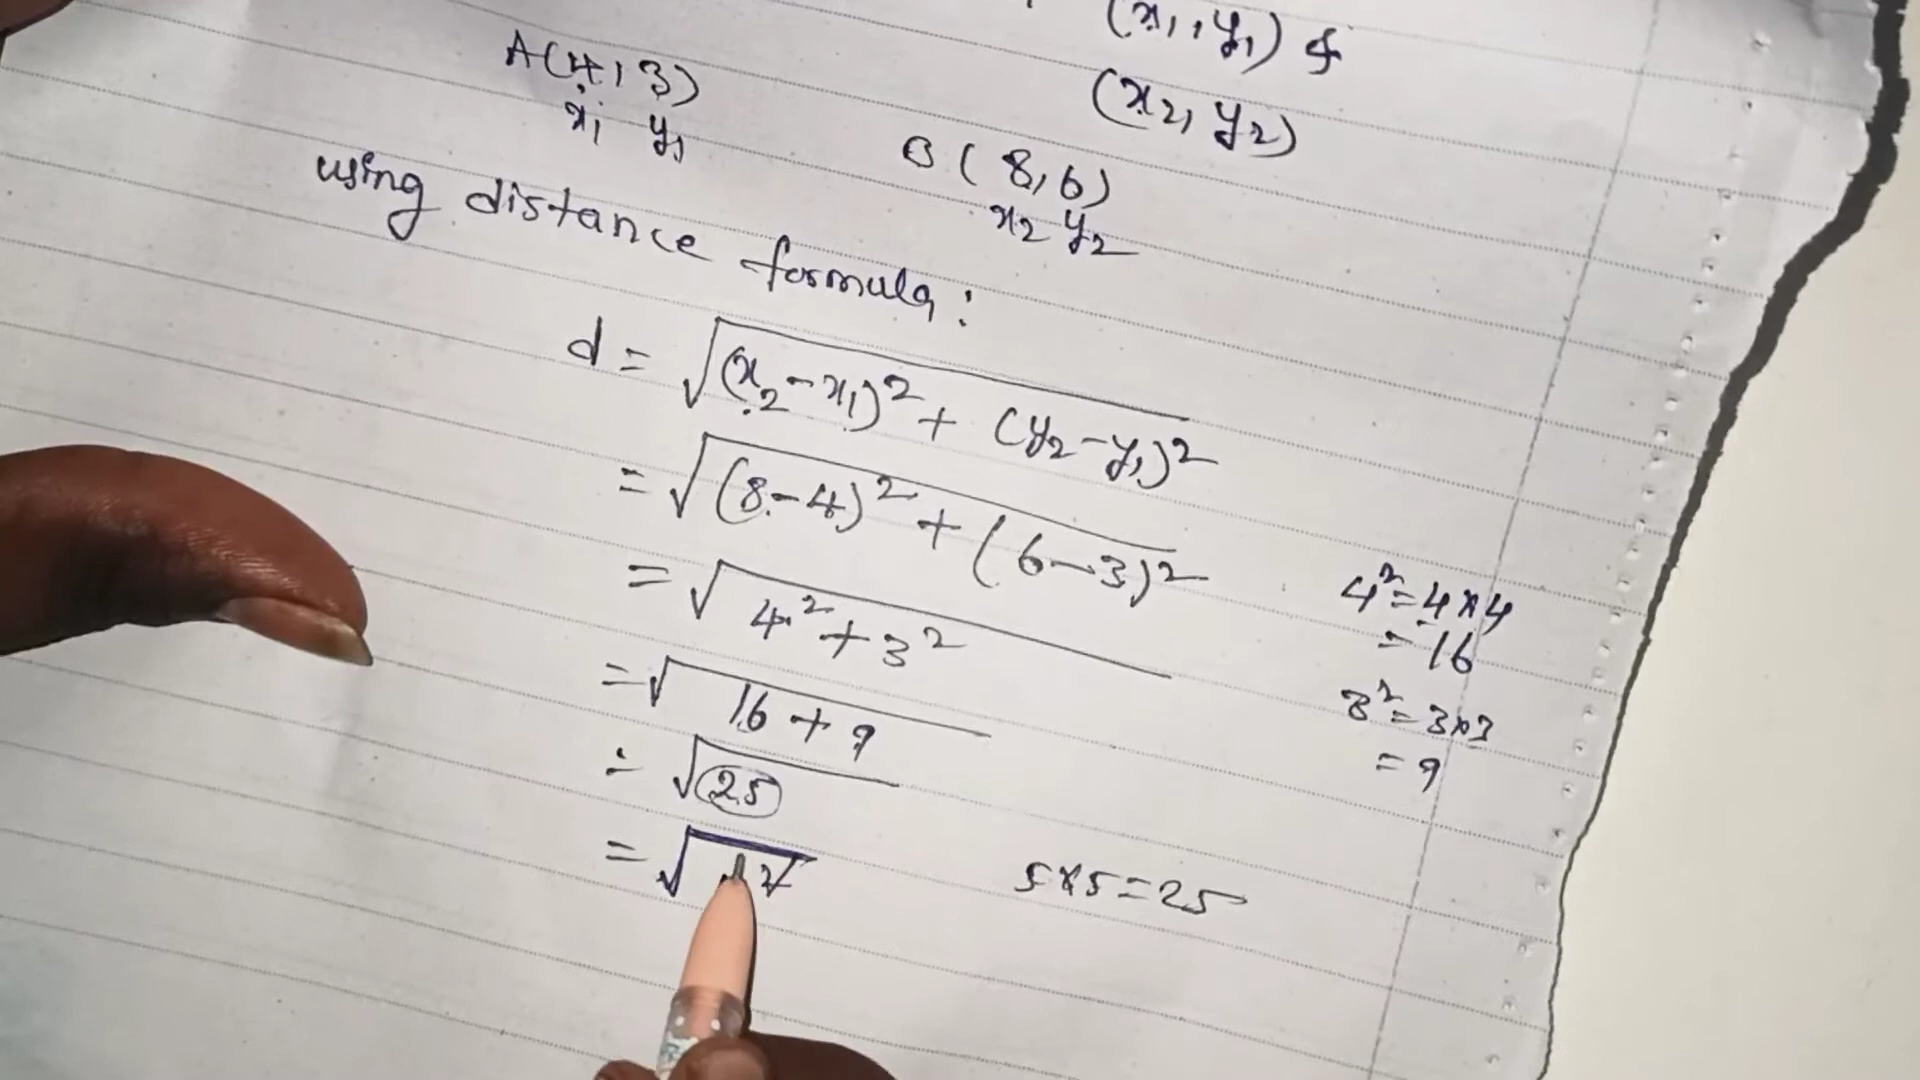 (x₁, y₁) &
(x₂, y₂)
A(4, 3)
x₁ y₁
B (8, 6)
x₂ y₂
using distance formula:
d = √(x₂-x₁)² + (y₂-y₁)²
= √(8-4)² + (6-3)²
= √4² + 3²
= √16 + 9
= √25
= √
4² = 4×4
= 16
3² = 3×3
= 9
5×5=25